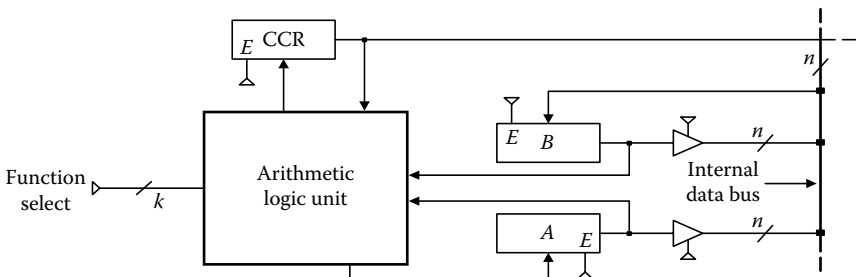 E
CCR
n
E
B
n
Function
select
k
Arithmetic
logic unit
Internal
data bus
A
E
n